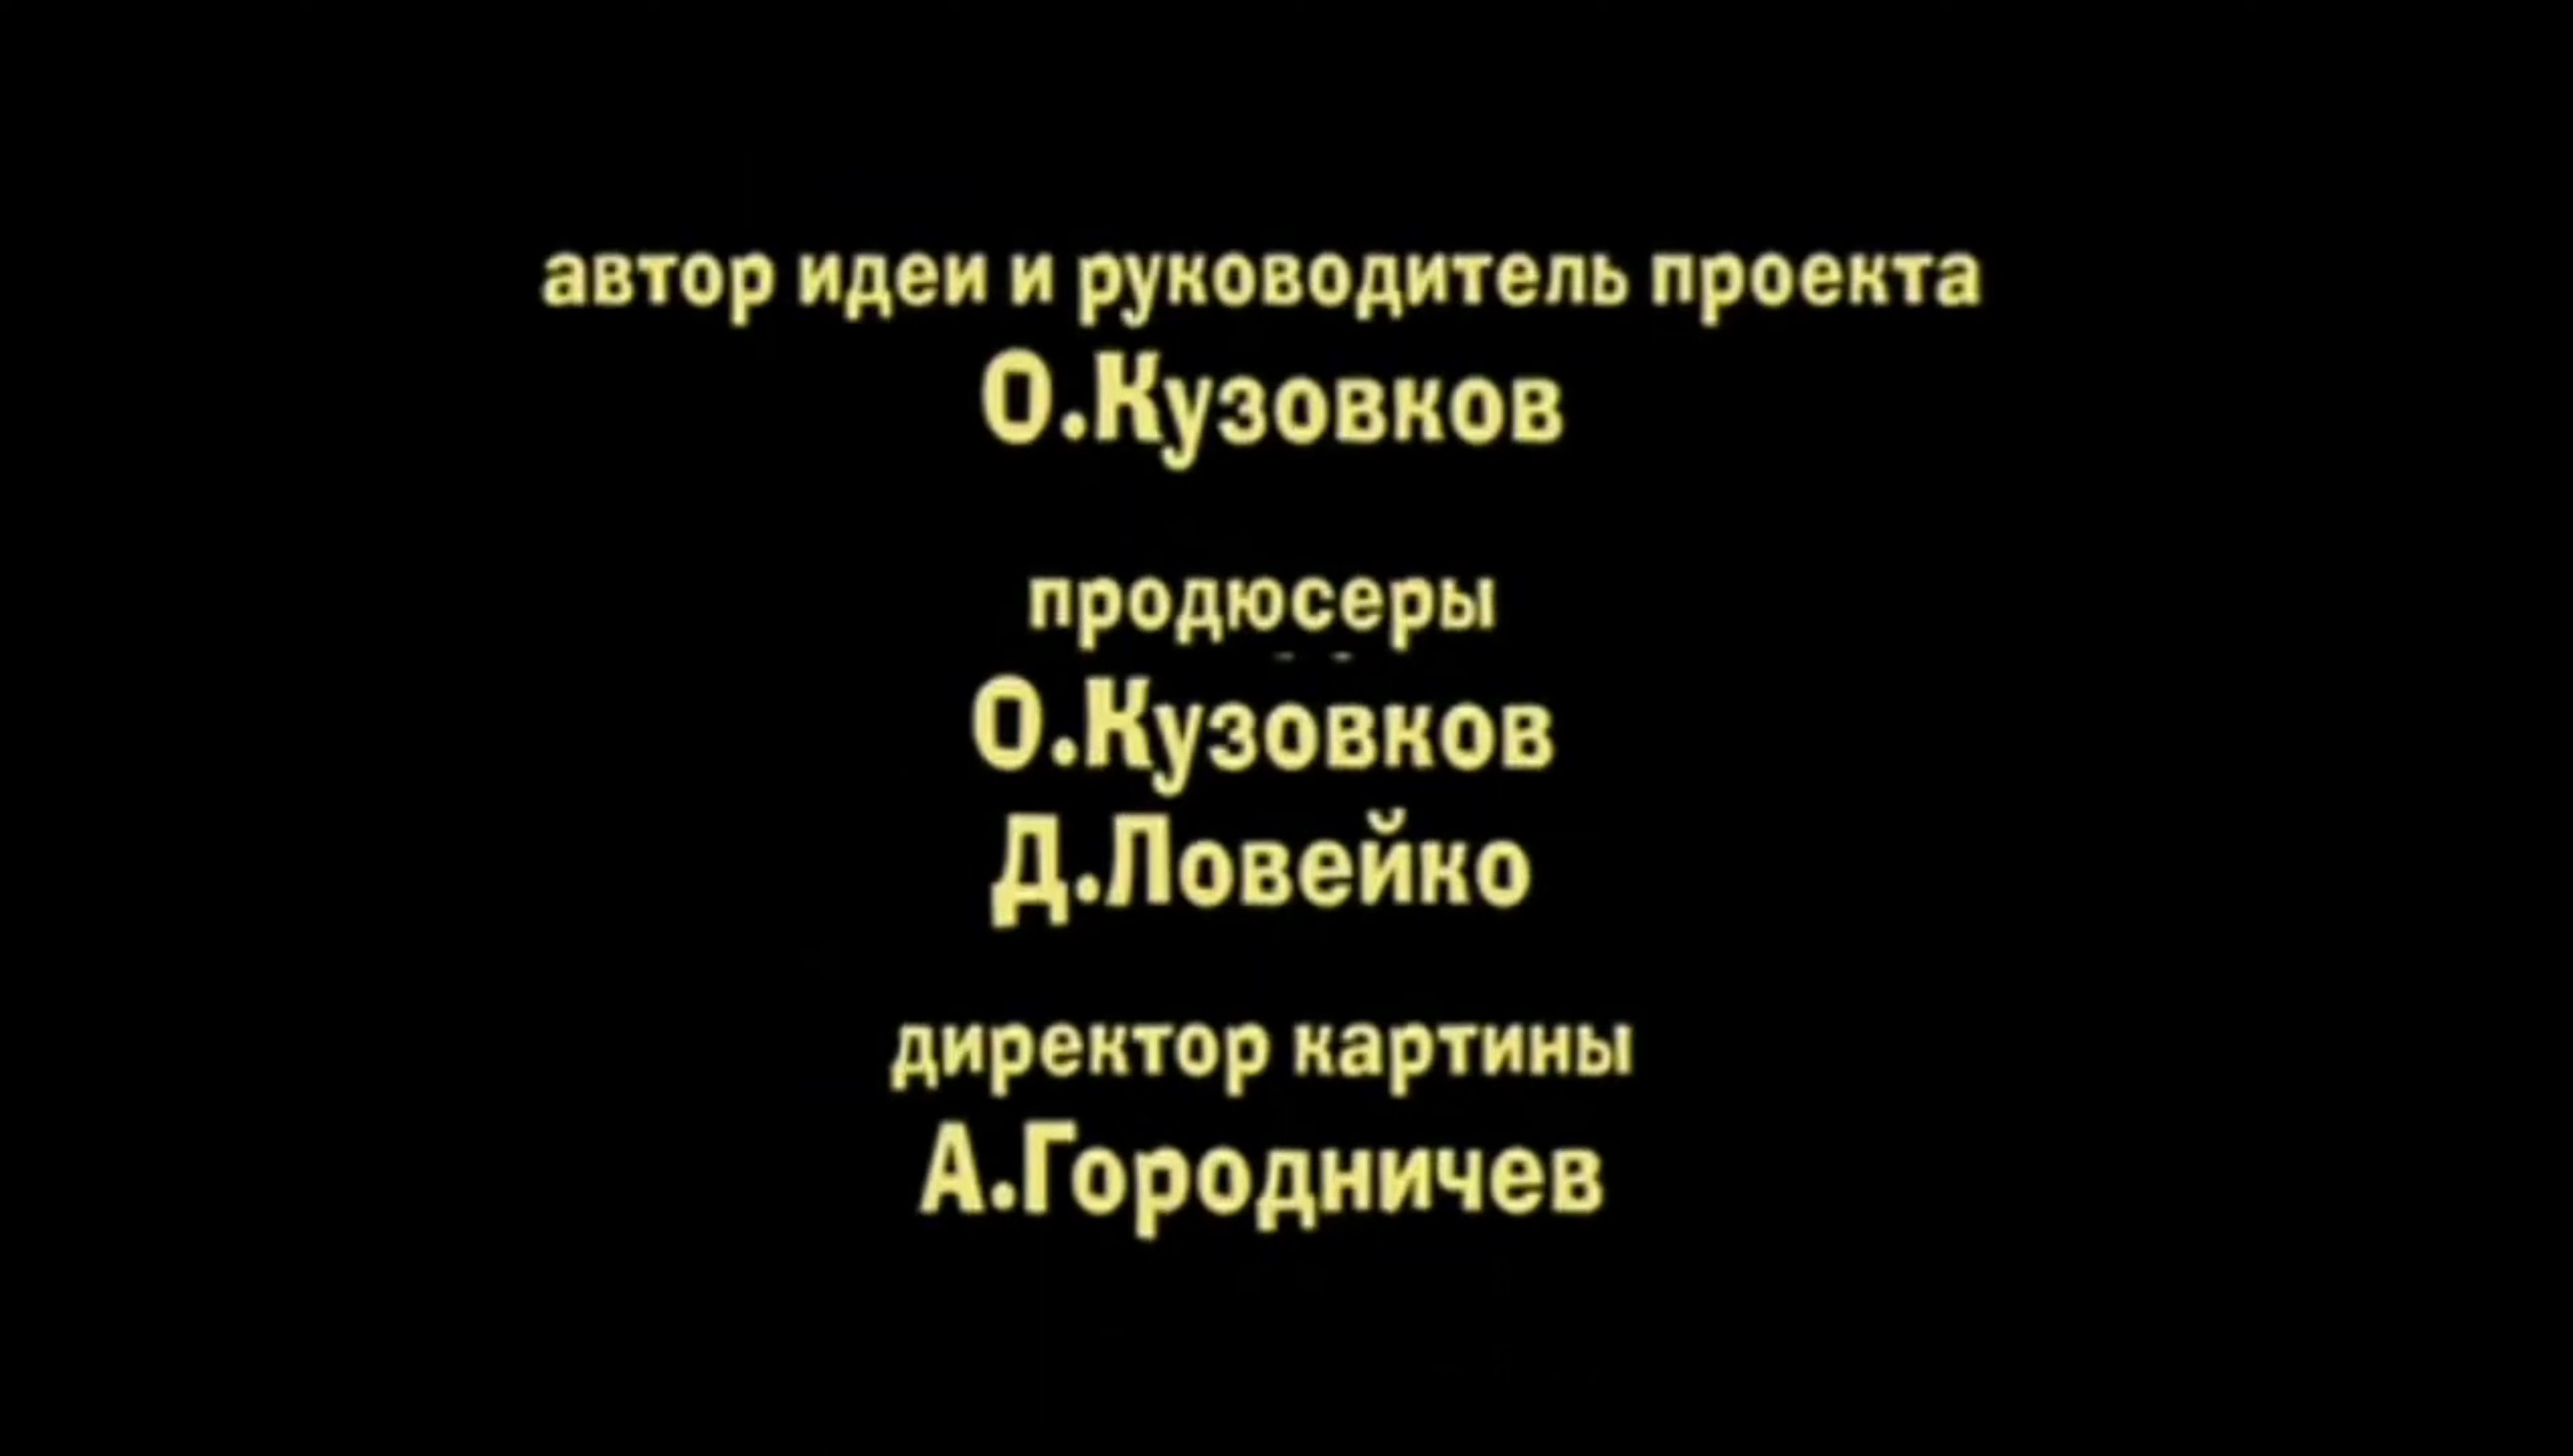 автор идеи и руководитель проекта
О.Кузовков
продюсеры
О.Кузовков
Д.Ловейко
директор картины
А.Городничев